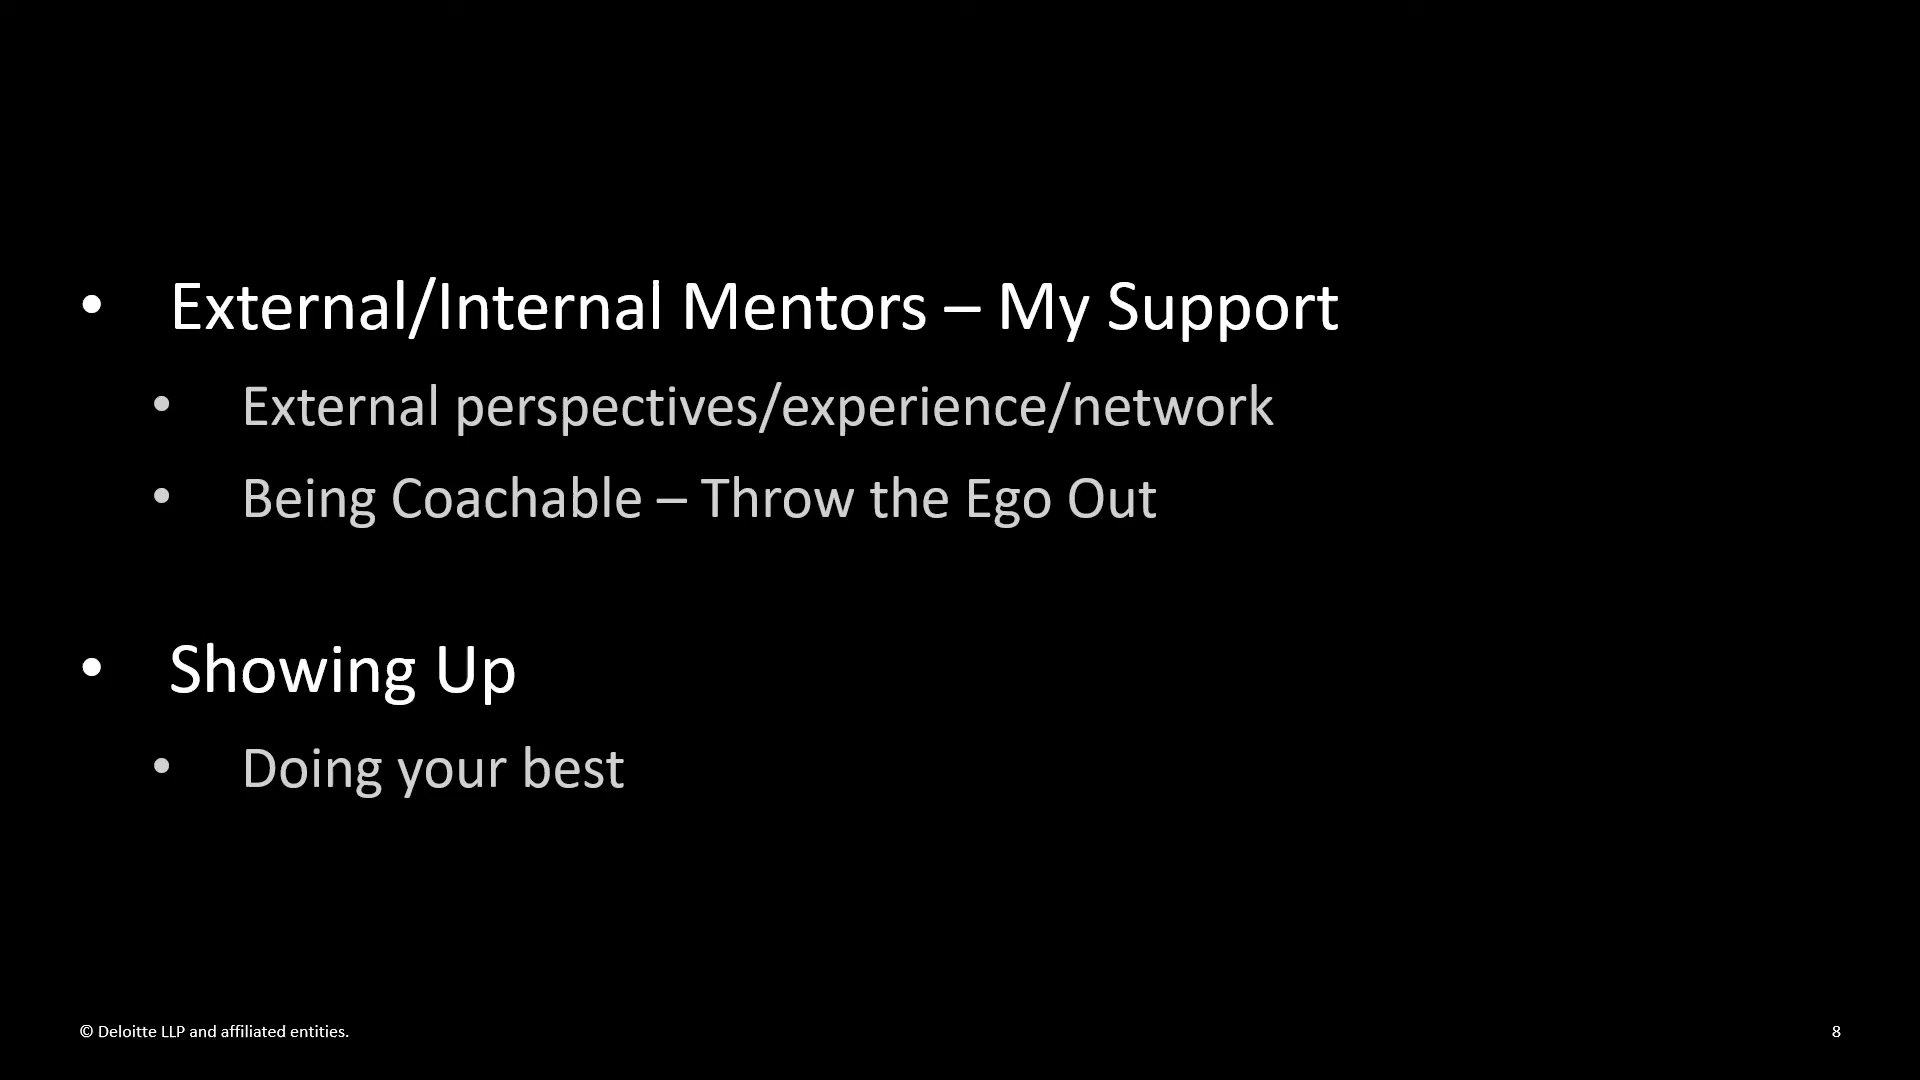 • External/Internal Mentors – My Support
• External perspectives/experience/network
• Being Coachable – Throw the Ego Out
• Showing Up
• Doing your best
© Deloitte LLP and affiliated entities.
8